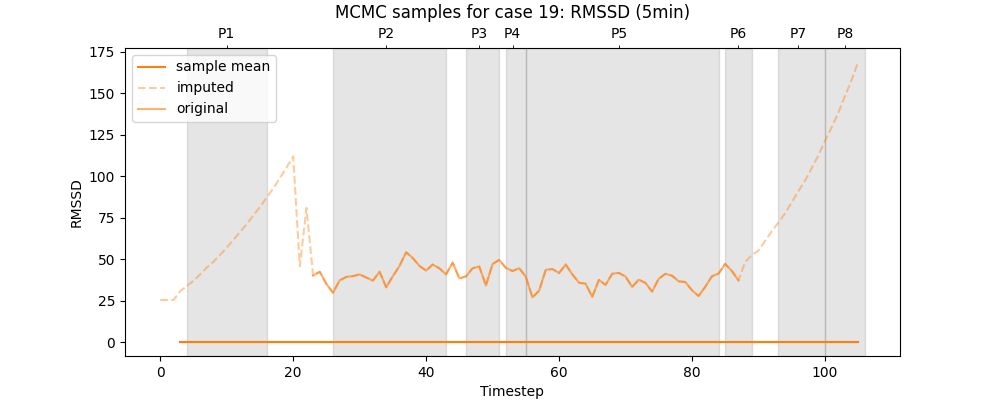 MCMC samples for case 19: RMSSD (5min)
P1 P2 P3 P4 P5 P6 P7 P8
sample mean
imputed
original
175
150
125
100
75
50
25
0
RMSSD
0 20 40 60 80 100
Timestep